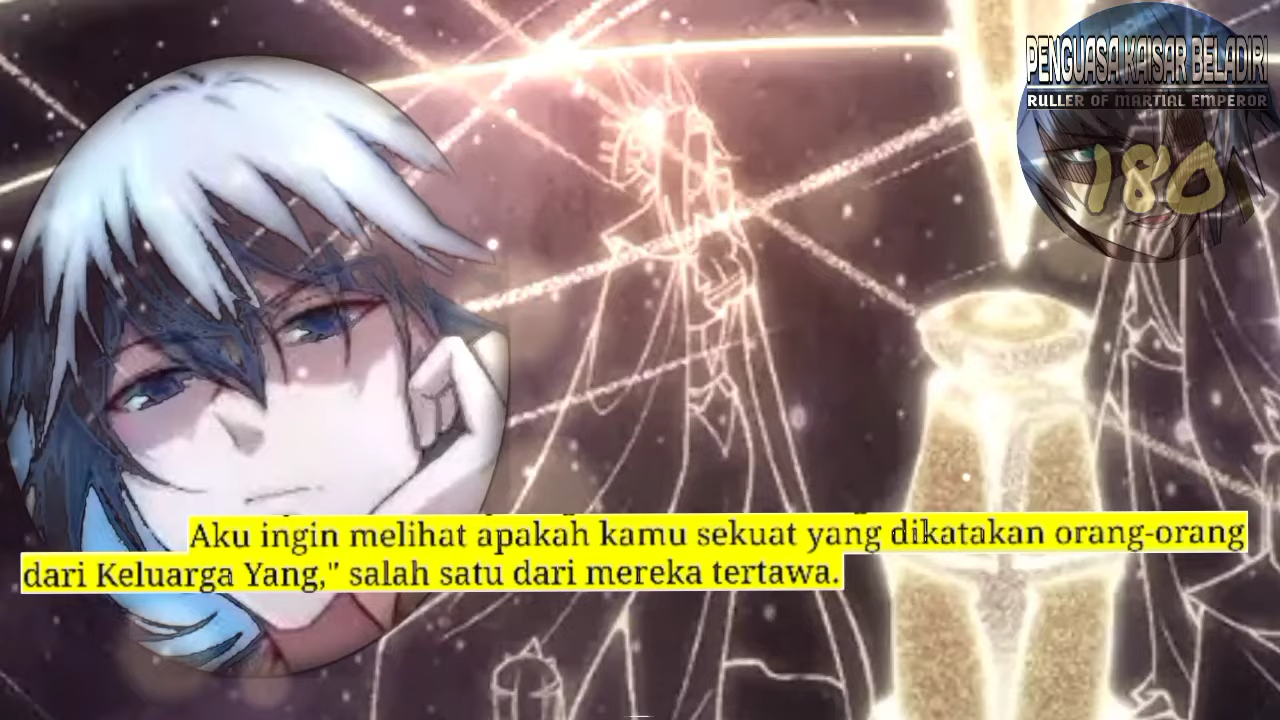 PENGUASA KAISAR BELADIRI
RULLER OF MARTIAL EMPEROR
180
Aku ingin melihat apakah kamu sekuat yang dikatakan orang-orang
dari Keluarga Yang," salah satu dari mereka tertawa.